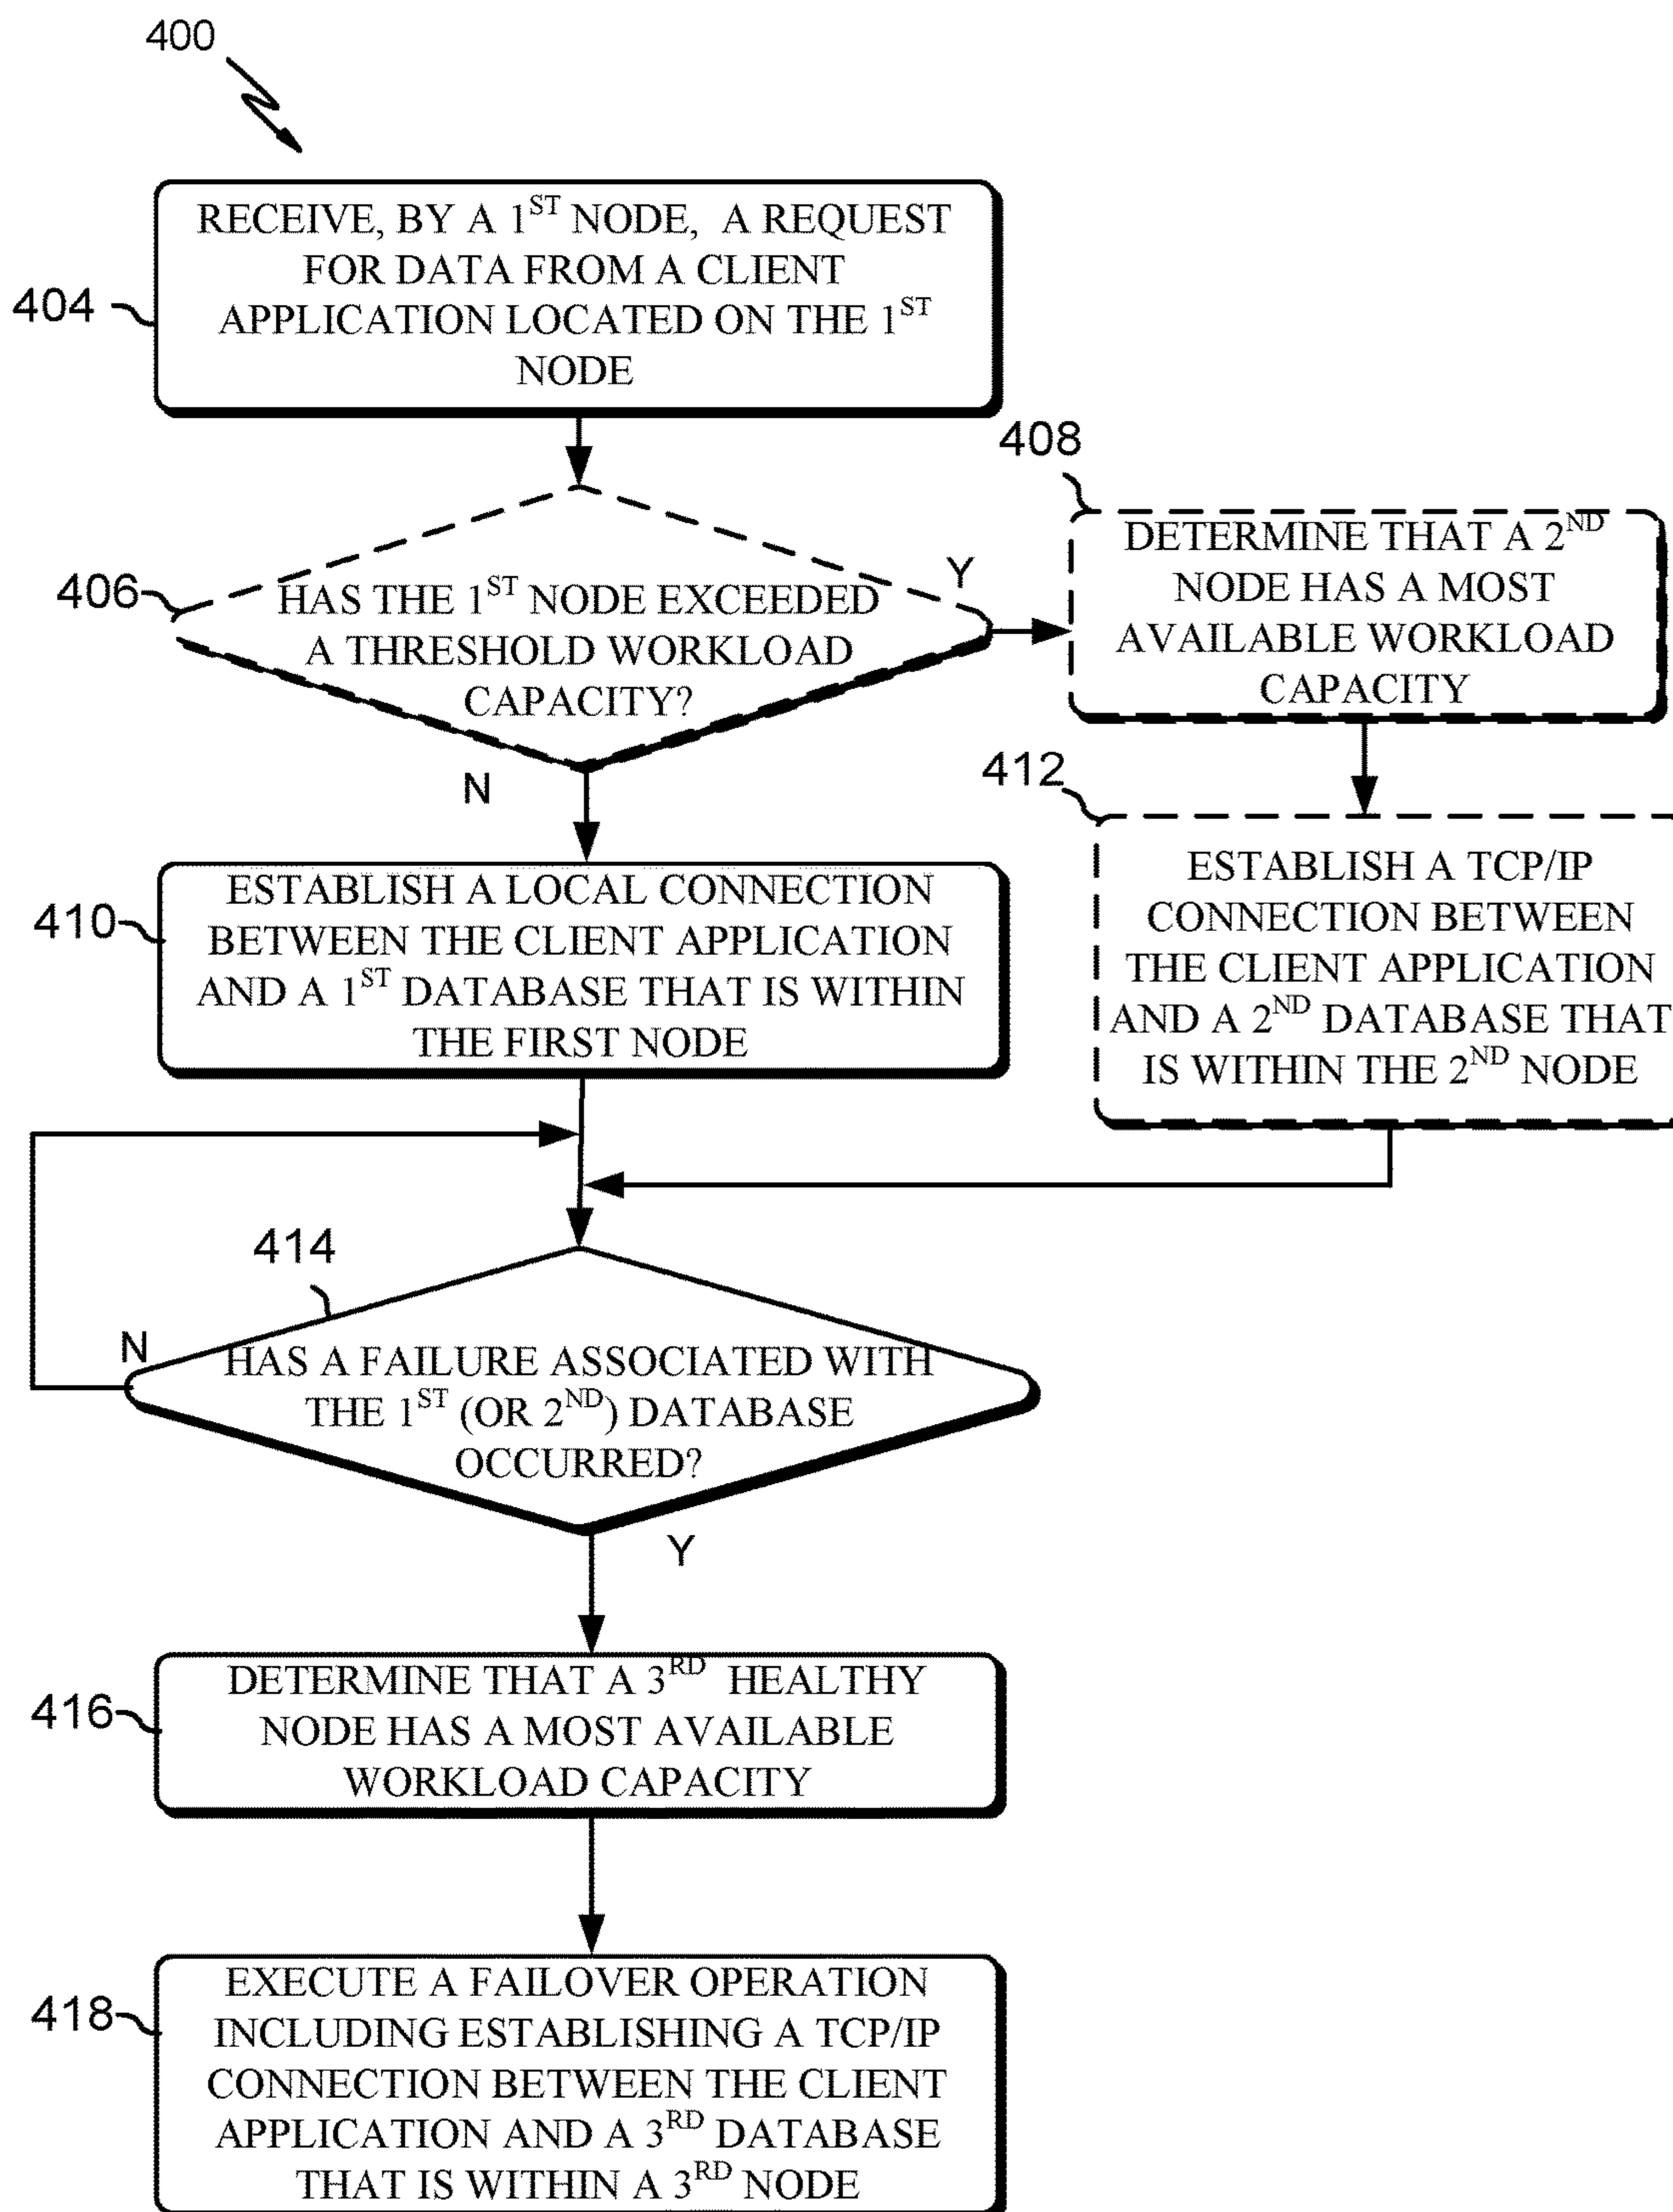 400
404
RECEIVE, BY A 1ST NODE, A REQUEST
FOR DATA FROM A CLIENT
APPLICATION LOCATED ON THE 1ST
NODE
406
HAS THE 1ST NODE EXCEEDED
A THRESHOLD WORKLOAD
CAPACITY?
Y
N
408
DETERMINE THAT A 2ND
NODE HAS A MOST
AVAILABLE WORKLOAD
CAPACITY
410
ESTABLISH A LOCAL CONNECTION
BETWEEN THE CLIENT APPLICATION
AND A 1ST DATABASE THAT IS WITHIN
THE FIRST NODE
412
ESTABLISH A TCP/IP
CONNECTION BETWEEN
THE CLIENT APPLICATION
AND A 2ND DATABASE THAT
IS WITHIN THE 2ND NODE
414
N
HAS A FAILURE ASSOCIATED WITH
THE 1ST (OR 2ND) DATABASE
OCCURRED?
Y
416
DETERMINE THAT A 3RD HEALTHY
NODE HAS A MOST AVAILABLE
WORKLOAD CAPACITY
418
EXECUTE A FAILOVER OPERATION
INCLUDING ESTABLISHING A TCP/IP
CONNECTION BETWEEN THE CLIENT
APPLICATION AND A 3RD DATABASE
THAT IS WITHIN A 3RD NODE